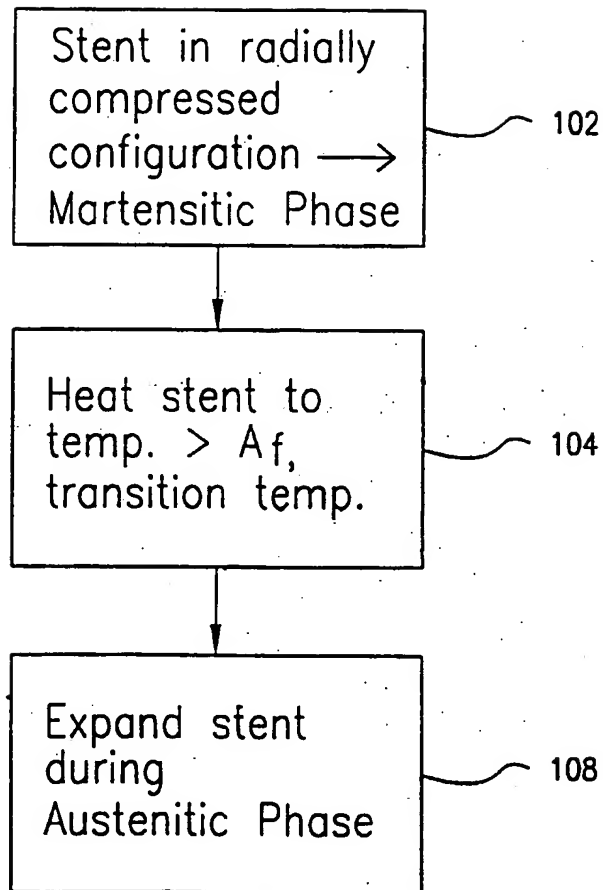 Stent in radially
compressed
configuration →
Martensitic Phase
102
Heat stent to
temp. > Af,
transition temp.
104
Expand stent
during
Austenitic Phase
108